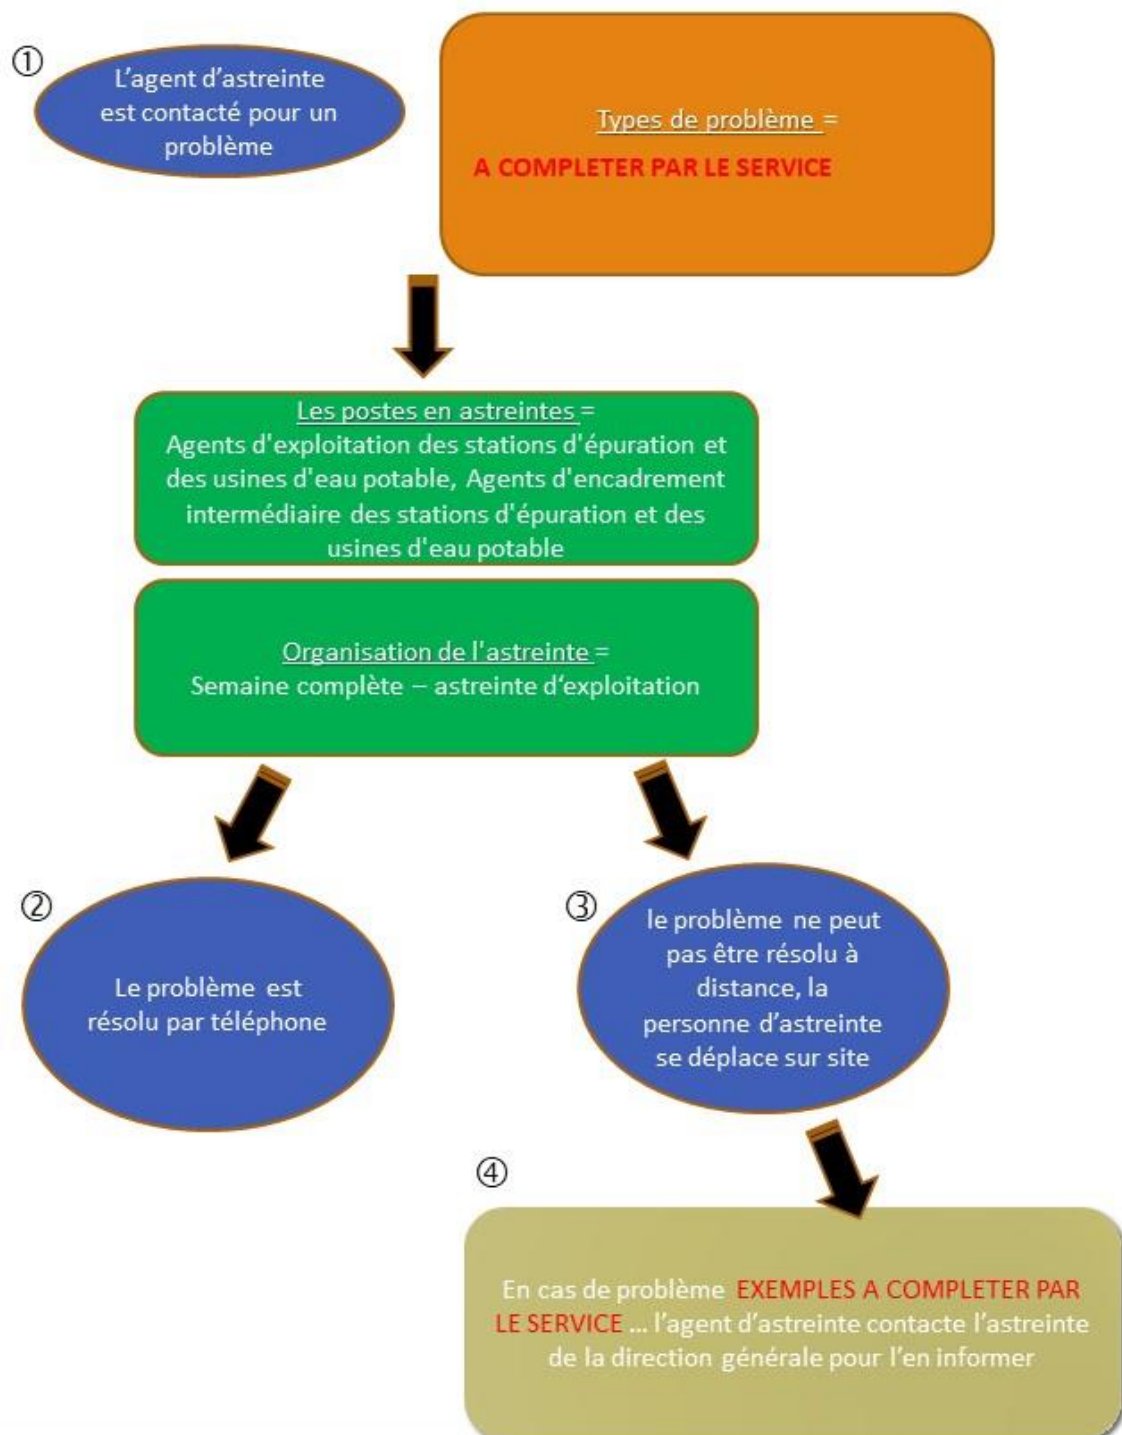 ①
L’agent d’astreinte
est contacté pour un
problème
Types de problème =
A COMPLETER PAR LE SERVICE
Les postes en astreintes =
Agents d'exploitation des stations d'épuration et
des usines d'eau potable, Agents d'encadrement
intermédiaire des stations d'épuration et des
usines d'eau potable
Organisation de l'astreinte =
Semaine complète – astreinte d‘exploitation
②
Le problème est
résolu par téléphone
③
le problème ne peut
pas être résolu à
distance, la
personne d’astreinte
se déplace sur site
④
En cas de problème EXEMPLES A COMPLETER PAR
LE SERVICE ... l’agent d’astreinte contacte l’astreinte
de la direction générale pour l’en informer